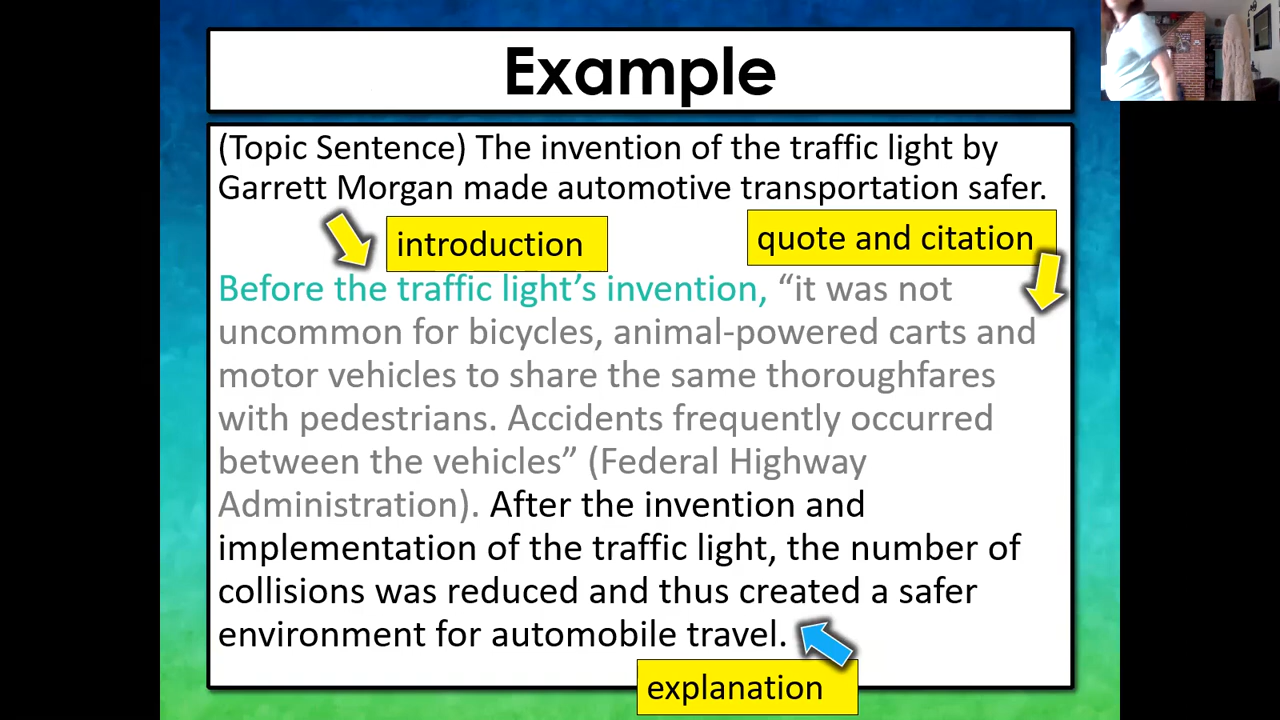 Example
(Topic Sentence) The invention of the traffic light by
Garrett Morgan made automotive transportation safer.
introduction
quote and citation
Before the traffic light’s invention, “it was not
uncommon for bicycles, animal-powered carts and
motor vehicles to share the same thoroughfares
with pedestrians. Accidents frequently occurred
between the vehicles” (Federal Highway
Administration). After the invention and
implementation of the traffic light, the number of
collisions was reduced and thus created a safer
environment for automobile travel.
explanation